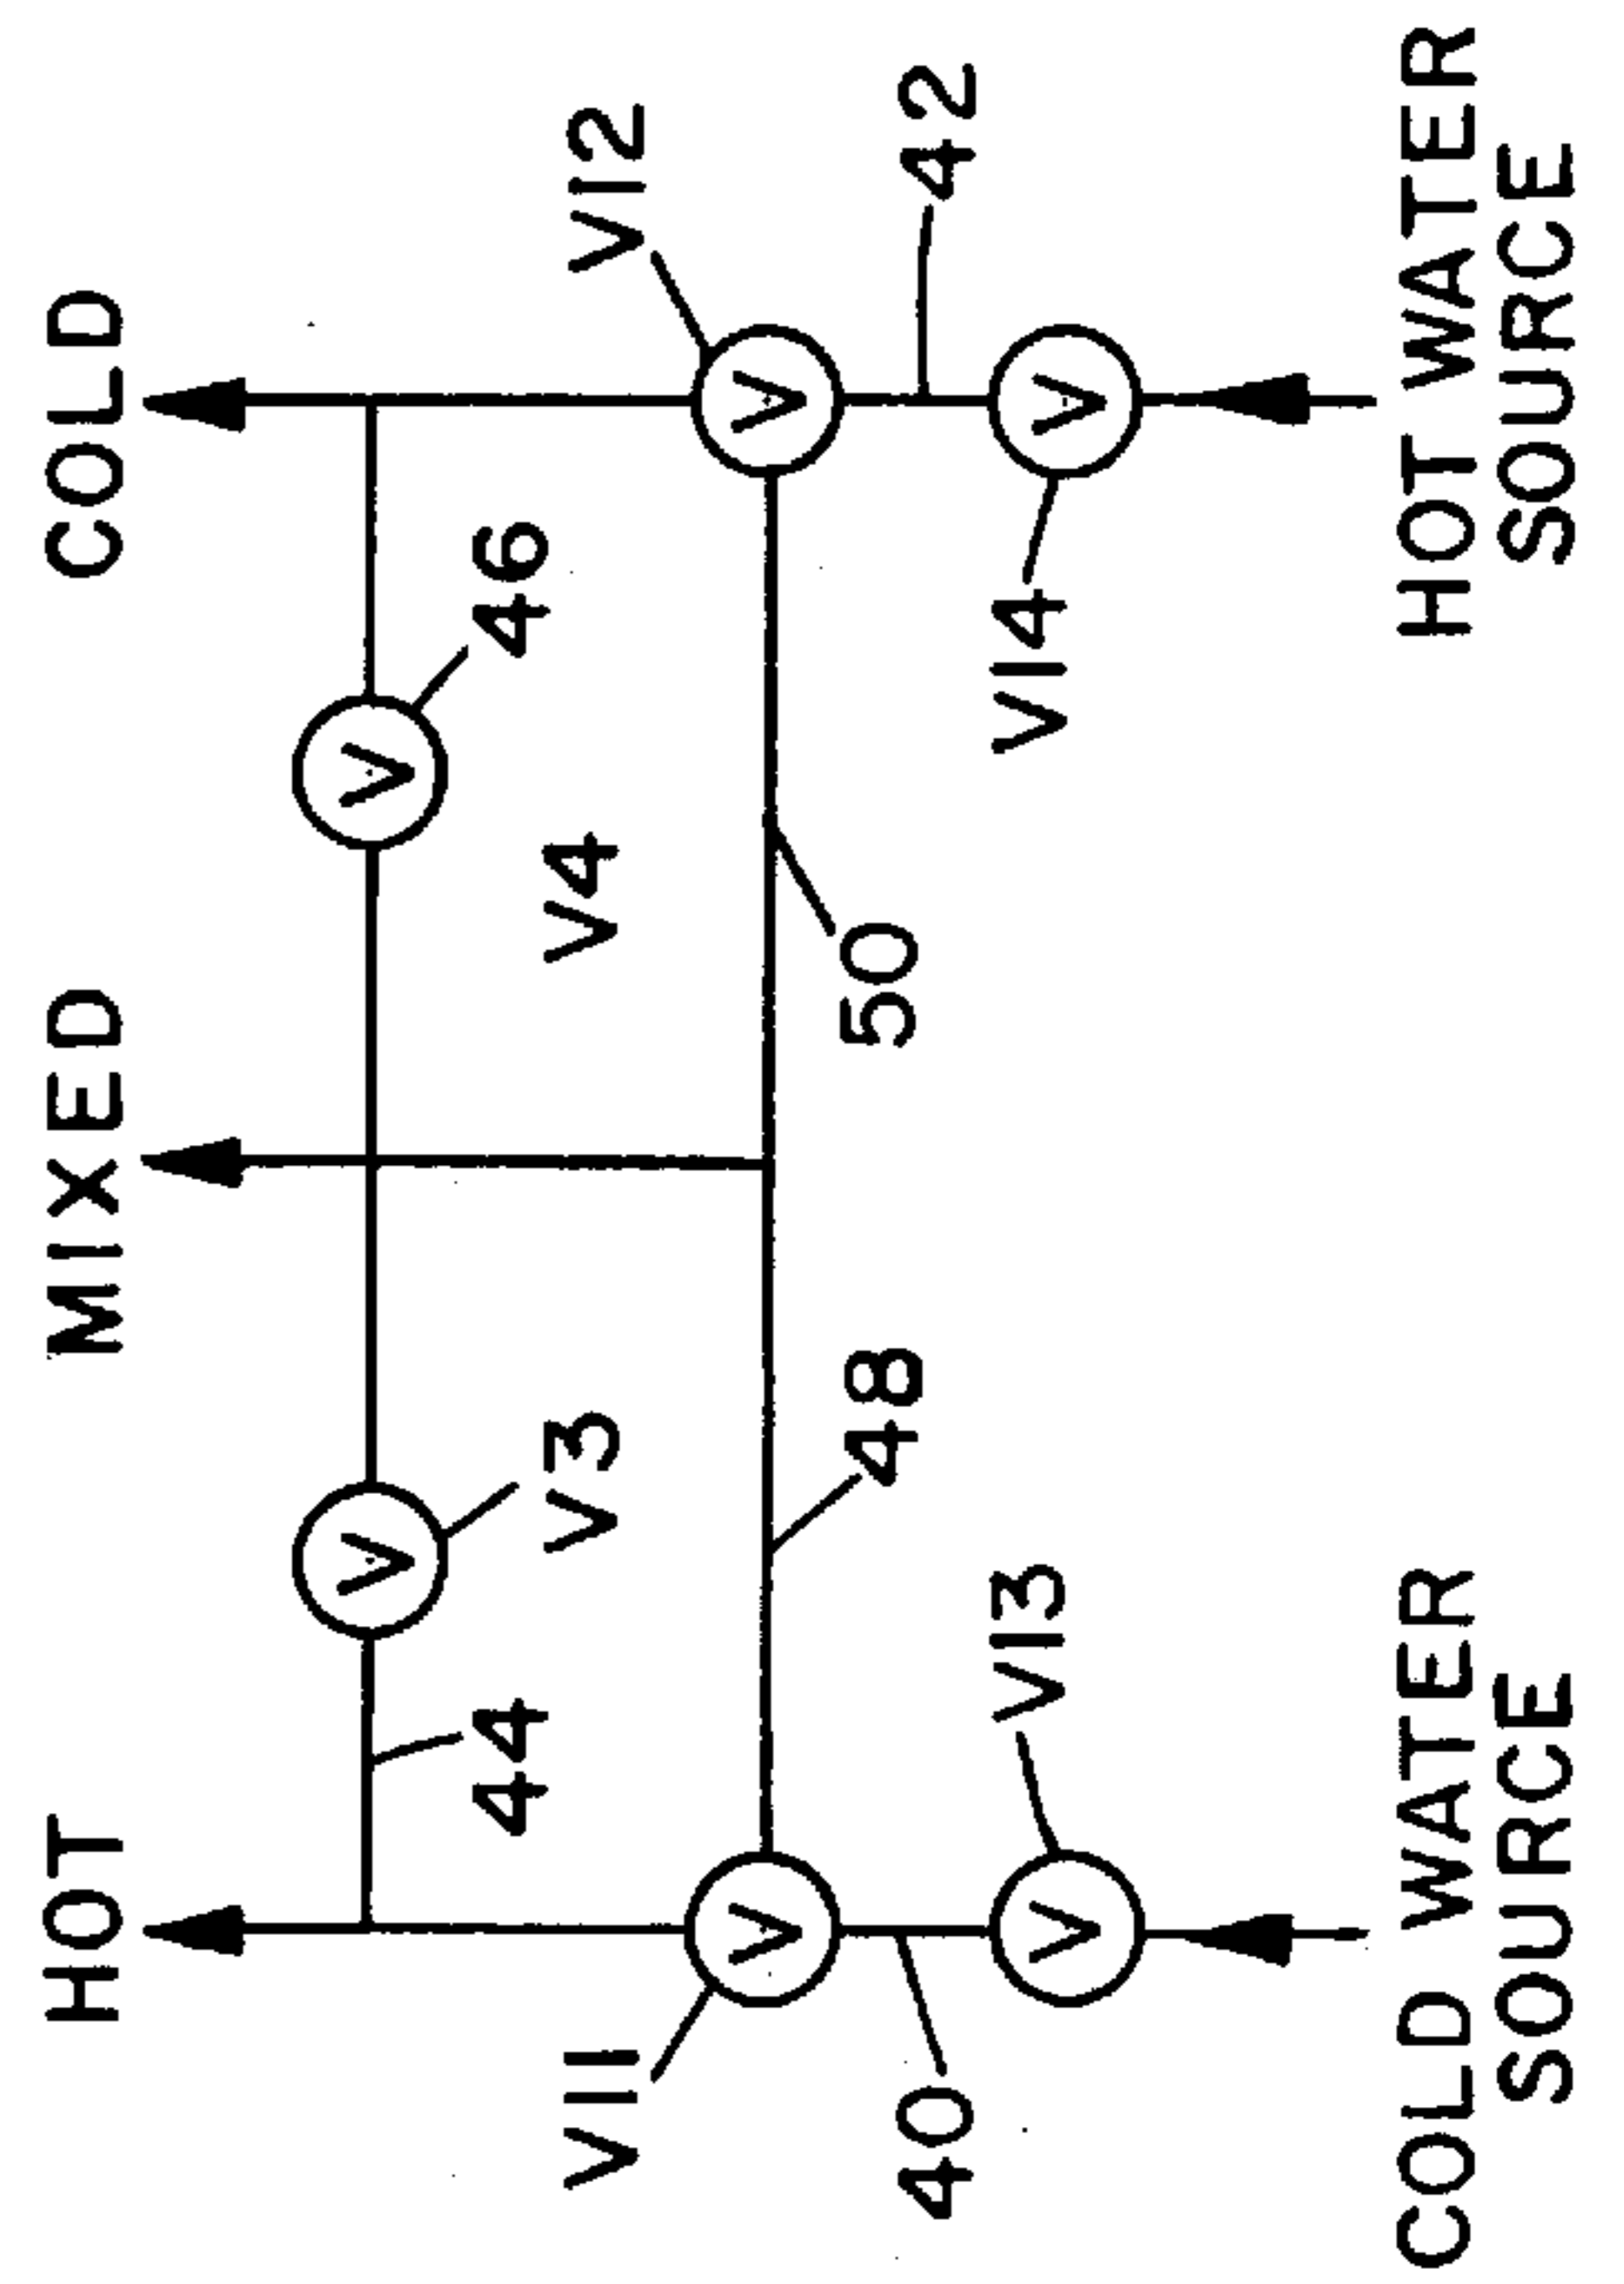 HOT
MIXED
COLD
44
46
V11
V3
V4
V12
48
50
40
42
V13
V14
COLD WATER
SOURCE
HOT WATER
SOURCE
V
V
V
V
V
V